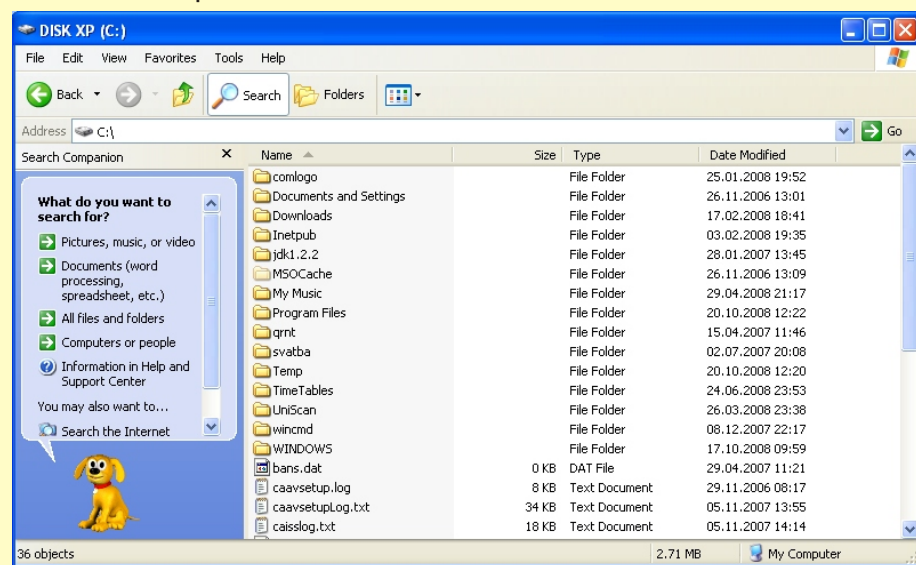 DISK XP (C:)
File Edit View Favorites Tools Help
Back Search Folders
Address C:\ Go
Search Companion X Name Size Type Date Modified
What do you want to
search for?
Pictures, music, or video
Documents (word
processing,
spreadsheet, etc.)
All files and folders
Computers or people
Information in Help and
Support Center
You may also want to...
Search the Internet
comlogo File Folder 25.01.2008 19:52
Documents and Settings File Folder 26.11.2006 13:01
Downloads File Folder 17.02.2008 18:41
Inetpub File Folder 03.02.2008 19:35
jdk1.2.2 File Folder 28.01.2007 13:45
MSOCache File Folder 26.11.2006 13:09
My Music File Folder 29.04.2008 21:17
Program Files File Folder 20.10.2008 12:22
qrnt File Folder 15.04.2007 11:46
svatba File Folder 02.07.2007 20:08
Temp File Folder 20.10.2008 12:20
TimeTables File Folder 24.06.2008 23:53
UniScan File Folder 26.03.2008 23:38
wincmd File Folder 08.12.2007 22:17
WINDOWS File Folder 17.10.2008 09:59
bans.dat 0 KB DAT File 29.04.2007 11:21
caavsetup.log 8 KB Text Document 29.11.2006 08:17
caavsetupLog.txt 34 KB Text Document 05.11.2007 13:55
caisslog.txt 18 KB Text Document 05.11.2007 14:14
36 objects 2.71 MB My Computer